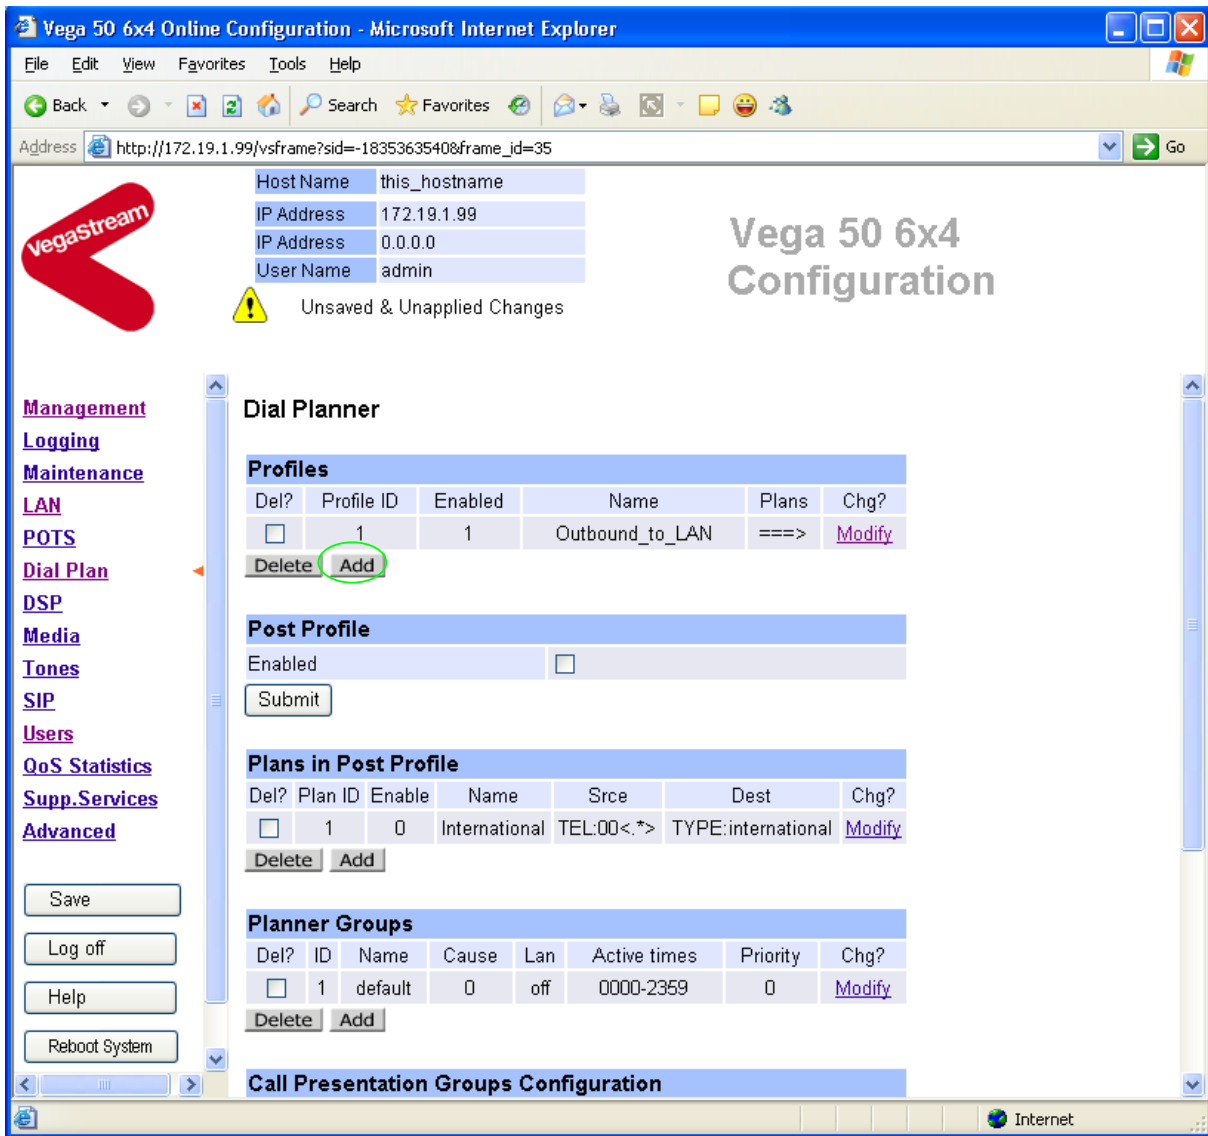 Vega 50 6x4 Online Configuration - Microsoft Internet Explorer
File Edit View Favorites Tools Help
Back Search Favorites
Address http://172.19.1.99/vsframe?sid=-1835363540&frame_id=35 Go
vegastream
Host Name this_hostname
IP Address 172.19.1.99
IP Address 0.0.0.0
User Name admin
Unsaved & Unapplied Changes
Vega 50 6x4
Configuration
Management
Logging
Maintenance
LAN
POTS
Dial Plan
DSP
Media
Tones
SIP
Users
QoS Statistics
Supp.Services
Advanced
Save
Log off
Help
Reboot System
Dial Planner
Profiles
Del? Profile ID Enabled Name Plans Chg?
1 1 Outbound_to_LAN ===> Modify
Delete Add
Post Profile
Enabled
Submit
Plans in Post Profile
Del? Plan ID Enable Name Srce Dest Chg?
1 0 International TEL:00<.*> TYPE:international Modify
Delete Add
Planner Groups
Del? ID Name Cause Lan Active times Priority Chg?
1 default 0 off 0000-2359 0 Modify
Delete Add
Call Presentation Groups Configuration
Internet